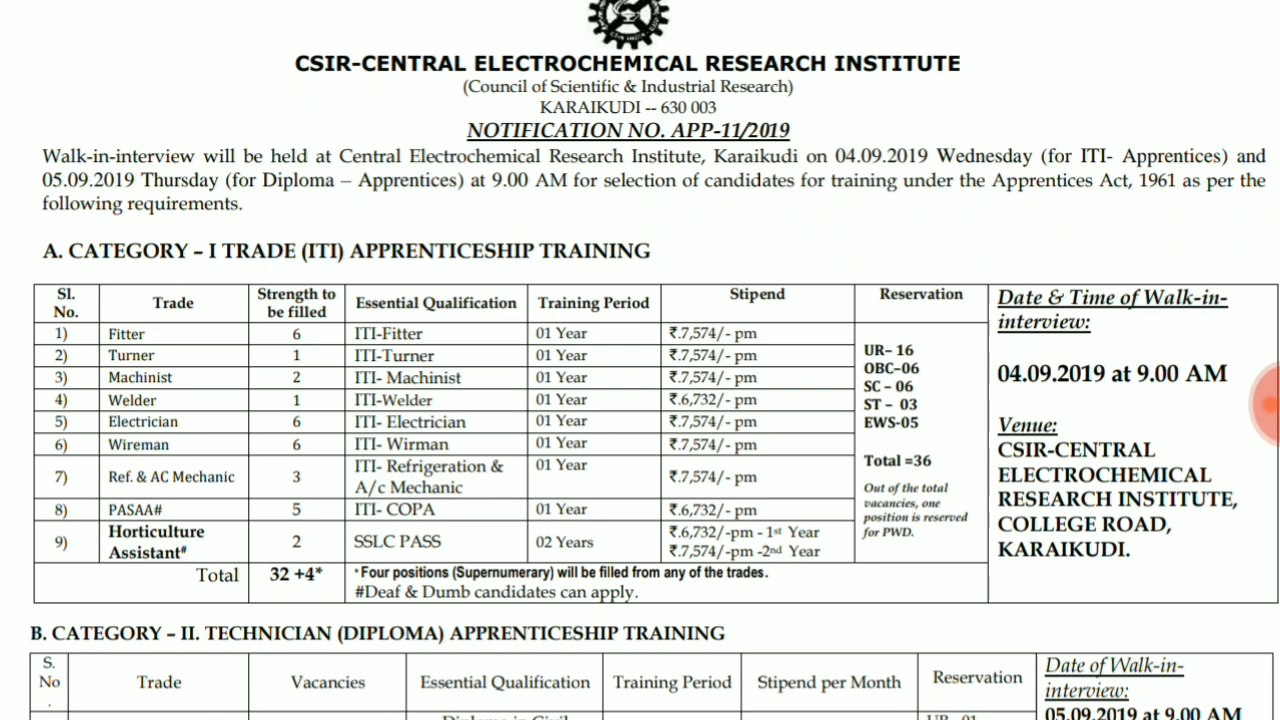 CSIR-CENTRAL ELECTROCHEMICAL RESEARCH INSTITUTE
(Council of Scientific & Industrial Research)
KARAIKUDI -- 630 003
NOTIFICATION NO. APP-11/2019
Walk-in-interview will be held at Central Electrochemical Research Institute, Karaikudi on 04.09.2019 Wednesday (for ITI- Apprentices) and
05.09.2019 Thursday (for Diploma – Apprentices) at 9.00 AM for selection of candidates for training under the Apprentices Act, 1961 as per the
following requirements.
A. CATEGORY – I TRADE (ITI) APPRENTICESHIP TRAINING
Sl. No. Trade Strength to be filled Essential Qualification Training Period Stipend Reservation
1) Fitter 6 ITI-Fitter 01 Year ₹.7,574/- pm
2) Turner 1 ITI-Turner 01 Year ₹.7,574/- pm
3) Machinist 2 ITI- Machinist 01 Year ₹.7,574/- pm
4) Welder 1 ITI-Welder 01 Year ₹.6,732/- pm
5) Electrician 6 ITI- Electrician 01 Year ₹.7,574/- pm
6) Wireman 6 ITI- Wirman 01 Year ₹.7,574/- pm
7) Ref. & AC Mechanic 3 ITI- Refrigeration & A/c Mechanic 01 Year ₹.7,574/- pm
8) PASAA# 5 ITI- COPA 01 Year ₹.6,732/- pm
9) Horticulture Assistant# 2 SSLC PASS 02 Years ₹.6,732/-pm - 1st Year ₹.7,574/-pm -2nd Year
UR– 16
OBC–06
SC – 06
ST – 03
EWS-05
Total =36
Out of the total
vacancies, one
position is reserved
for PWD.
Total 32 +4* *Four positions (Supernumerary) will be filled from any of the trades.
#Deaf & Dumb candidates can apply.
Date & Time of Walk-in-
interview:
04.09.2019 at 9.00 AM
Venue:
CSIR-CENTRAL
ELECTROCHEMICAL
RESEARCH INSTITUTE,
COLLEGE ROAD,
KARAIKUDI.
B. CATEGORY – II. TECHNICIAN (DIPLOMA) APPRENTICESHIP TRAINING
S. No . Trade Vacancies Essential Qualification Training Period Stipend per Month Reservation
Date of Walk-in-
interview:
05.09.2019 at 9.00 AM
Diploma in Civil
UR 01